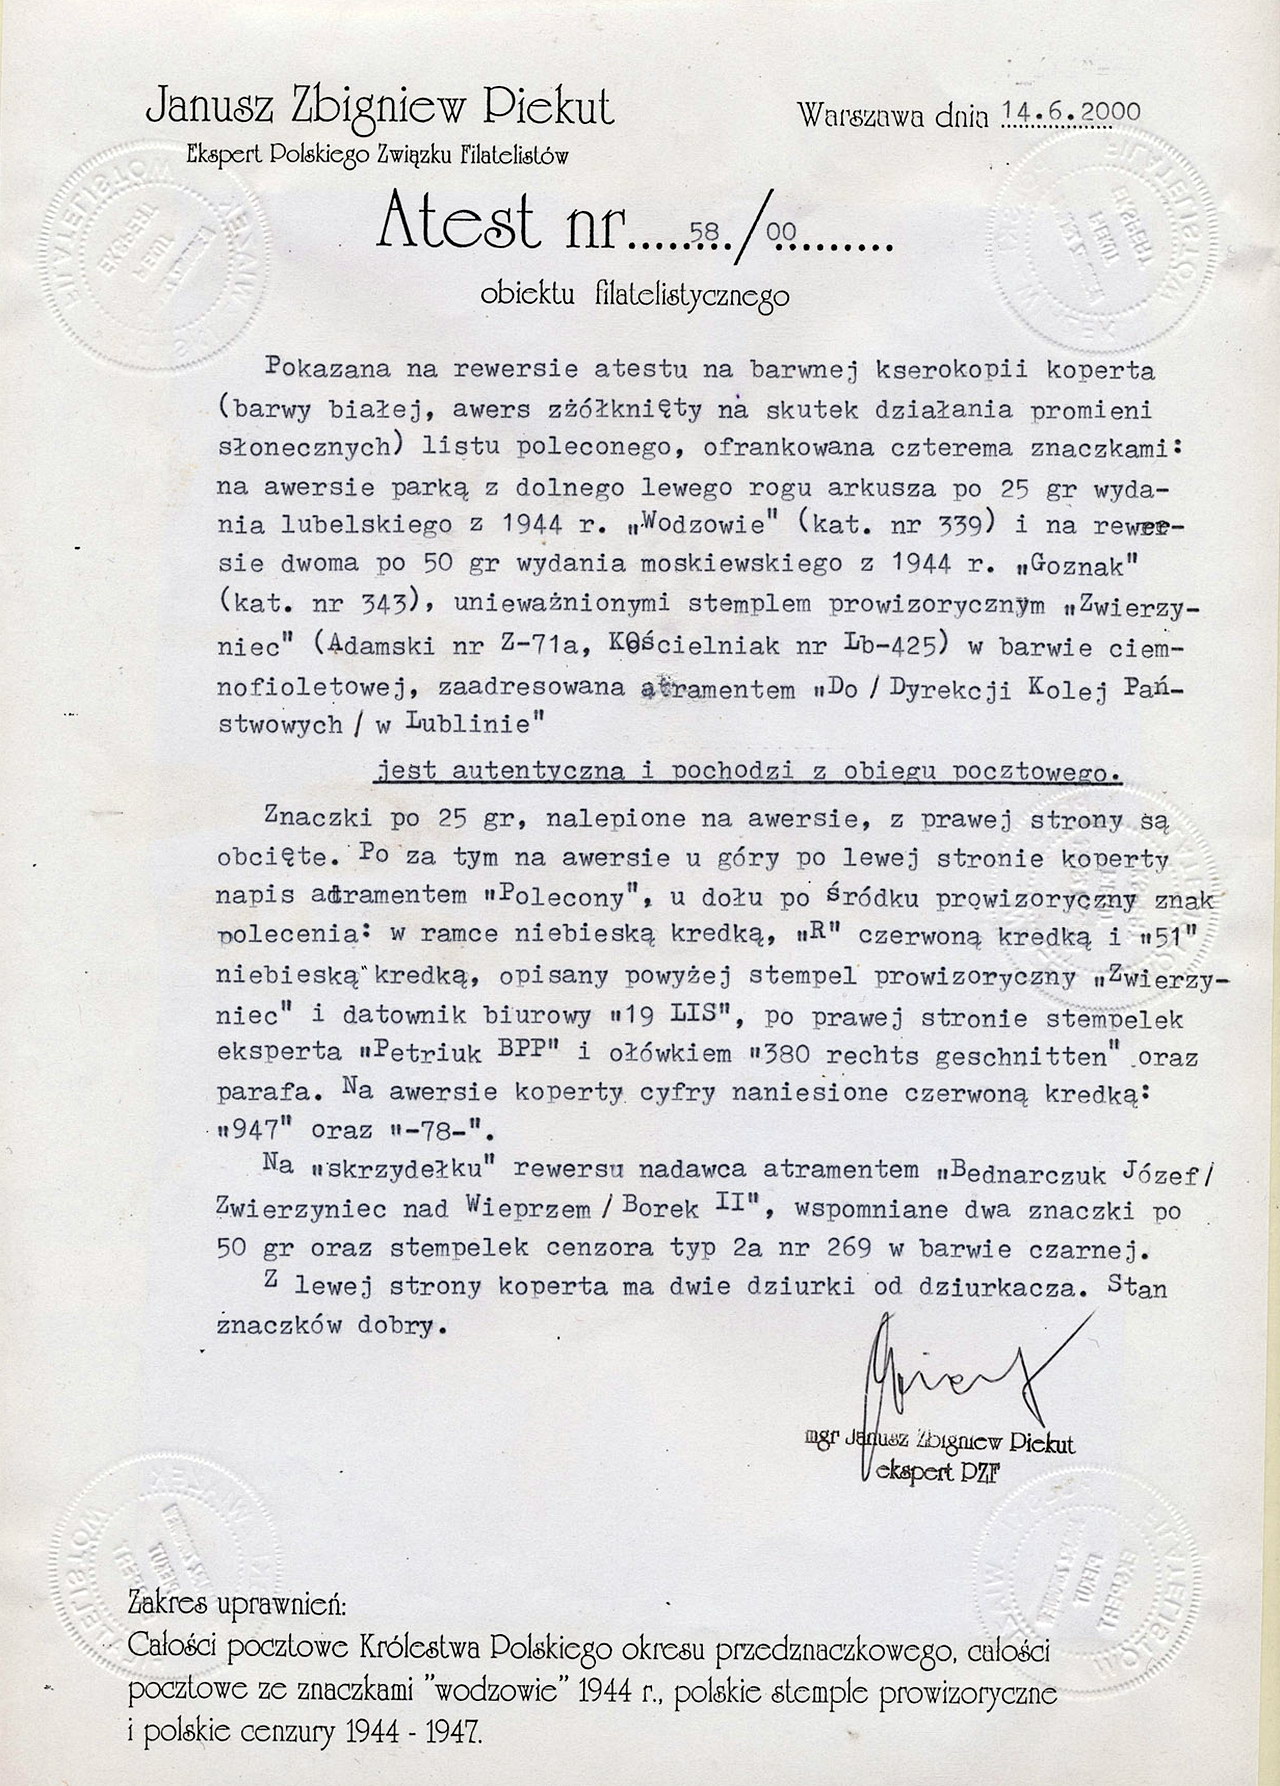 Janusz Zbigniew Piekut
Warszawa dnia 14.6.2000
Ekspert Polskiego Związku Filatelistów
Atest nr.....58./00.........
obiektu filatelistycznego
Pokazana na rewersie atestu na barwnej kserokopii koperta
(barwy białej, awers zżółknięty na skutek działania promieni
słonecznych) listu poleconego, ofrankowana czterema znaczkami:
na awersie parką z dolnego lewego rogu arkusza po 25 gr wyda-
nia lubelskiego z 1944 r. „Wodzowie" (kat. nr 339) i na rewer-
sie dwoma po 50 gr wydania moskiewskiego z 1944 r. „Goznak"
(kat. nr 343), unieważnionymi stemplem prowizorycznym „Zwierzy-
niec" (Adamski nr Z-71a, Kościelniak nr Lb-425) w barwie ciem-
nofioletowej, zaadresowana atramentem „Do / Dyrekcji Kolej Pań-
stwowych / w Lublinie"
jest autentyczna i pochodzi z obiegu pocztowego.
Znaczki po 25 gr, nalepione na awersie, z prawej strony są
obcięte. Po za tym na awersie u góry po lewej stronie koperty
napis atramentem „Polecony", u dołu po środku prowizoryczny znak
polecenia: w ramce niebieską kredką, „R" czerwoną kredką i „51"
niebieską kredką, opisany powyżej stempel prowizoryczny „Zwierzy-
niec" i datownik biurowy „19 LIS", po prawej stronie stempelek
eksperta „Petriuk BPP" i ołówkiem „380 rechts geschnitten" oraz
parafa. Na awersie koperty cyfry naniesione czerwoną kredką:
„947" oraz „-78-".
Na „skrzydełku" rewersu nadawca atramentem „Bednarczuk Józef/
Zwierzyniec nad Wieprzem / Borek II", wspomniane dwa znaczki po
50 gr oraz stempelek cenzora typ 2a nr 269 w barwie czarnej.
Z lewej strony koperta ma dwie dziurki od dziurkacza. Stan
znaczków dobry.
mgr Janusz Zbigniew Piekut
ekspert PZF
Zakres uprawnień:
Całości pocztowe Królestwa Polskiego okresu przedznaczkowego, całości
pocztowe ze znaczkami "wodzowie" 1944 r., polskie stemple prowizoryczne
i polskie cenzury 1944 - 1947.